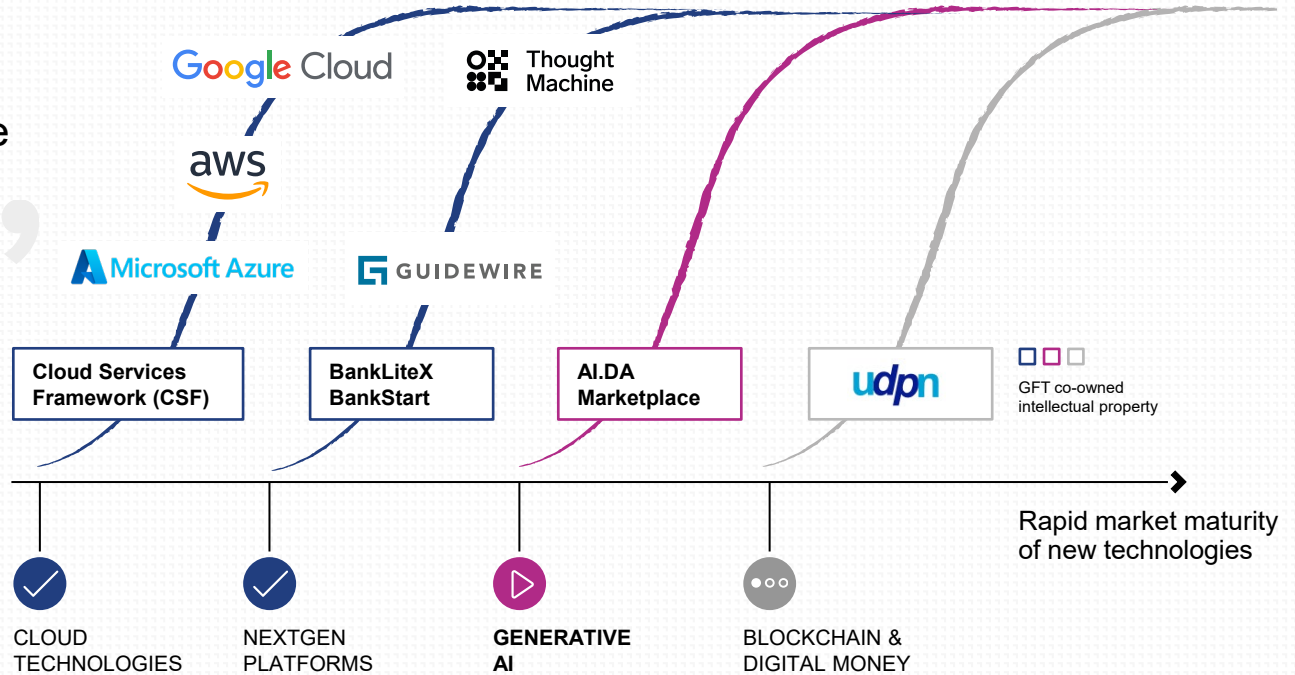 Google Cloud
Thought
Machine
e
aws
’
Microsoft Azure
GUIDEWIRE
Cloud Services
Framework (CSF)
BankLiteX
BankStart
AI.DA
Marketplace
udpn
GFT co-owned
intellectual property
Rapid market maturity
of new technologies
CLOUD
TECHNOLOGIES
NEXTGEN
PLATFORMS
GENERATIVE
AI
BLOCKCHAIN &
DIGITAL MONEY